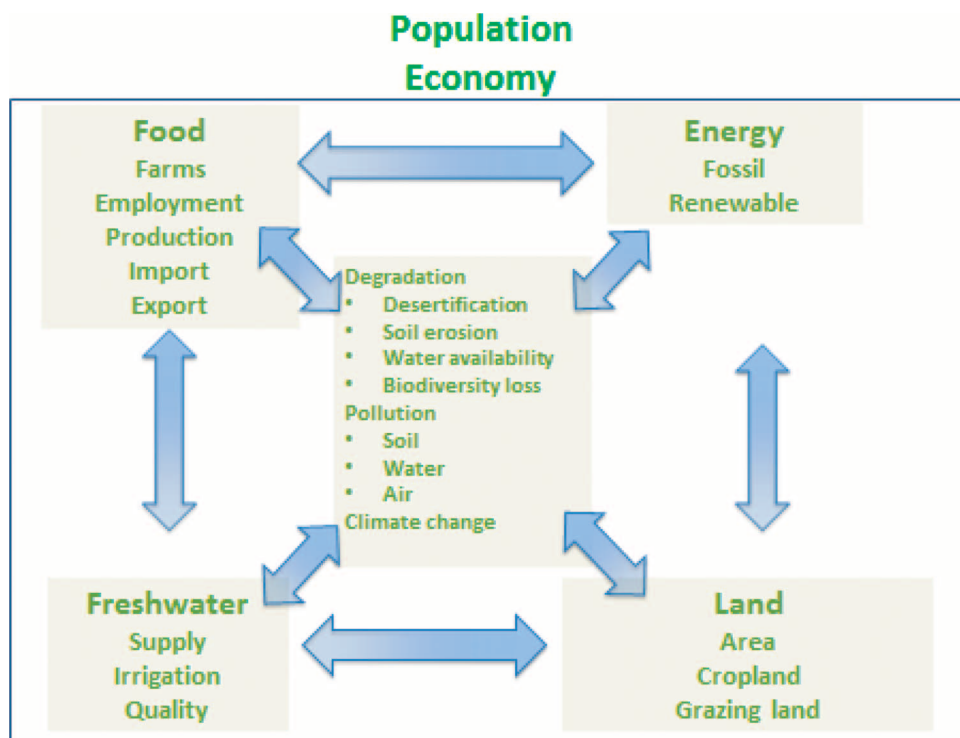 Population
Economy
Food
Farms
Employment
Production
Import
Export
Energy
Fossil
Renewable
Degradation
• Desertification
• Soil erosion
• Water availability
• Biodiversity loss
Pollution
• Soil
• Water
• Air
Climate change
Freshwater
Supply
Irrigation
Quality
Land
Area
Cropland
Grazing land